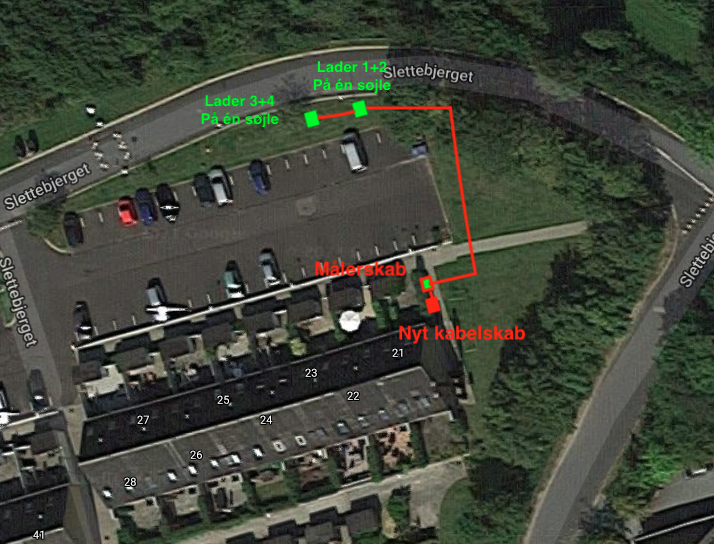 Lader 1+2
På én søjle
Slettebjerget
Lader 3+4
På én søjle
Slettebjerget
Slettebjerget
Slettebj
Målerskab
Nyt kabelskab
21
23
22
25
24
27
26
28
41